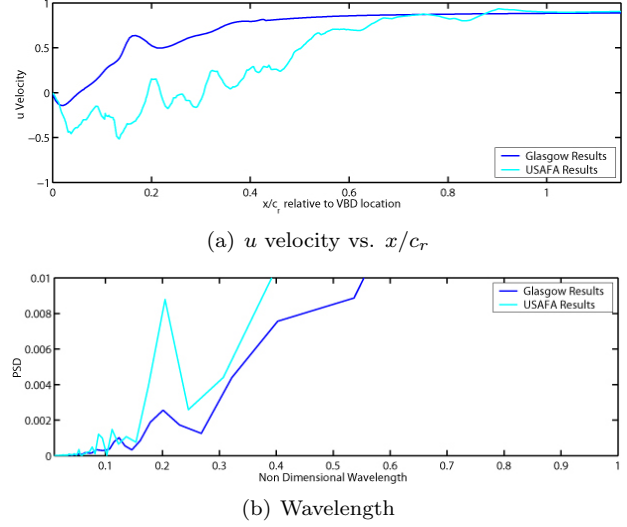 1
0.5
0
−0.5
−1
u Velocity
0
0.2
0.4
0.6
0.8
1
x/cr relative to VBD location
Glasgow Results
USAFA Results
(a) u velocity vs. x/cr
0.01
0.008
0.006
0.004
0.002
0
PSD
0.1
0.2
0.3
0.4
0.5
0.6
0.7
0.8
0.9
1
Non Dimensional Wavelength
Glasgow Results
USAFA Results
(b) Wavelength